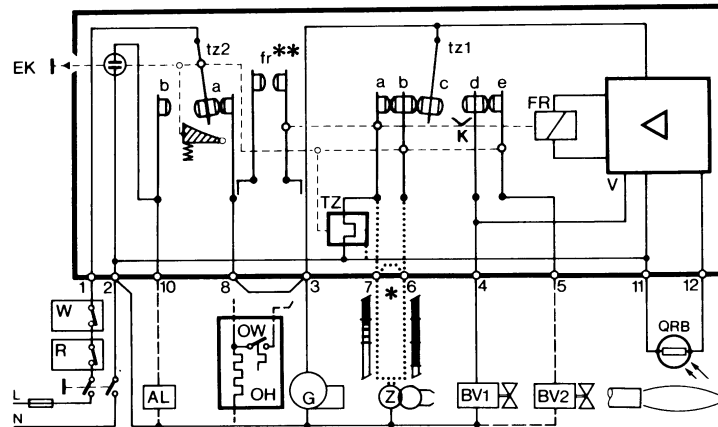 tz2
fr**
tz1
EK
b
a
a
b
c
d
e
FR
K
TZ
V
1
2
10
8
3
7
*
6
4
5
11
12
W
R
OW
OH
QRB
L
N
AL
G
Z
BV1
BV2